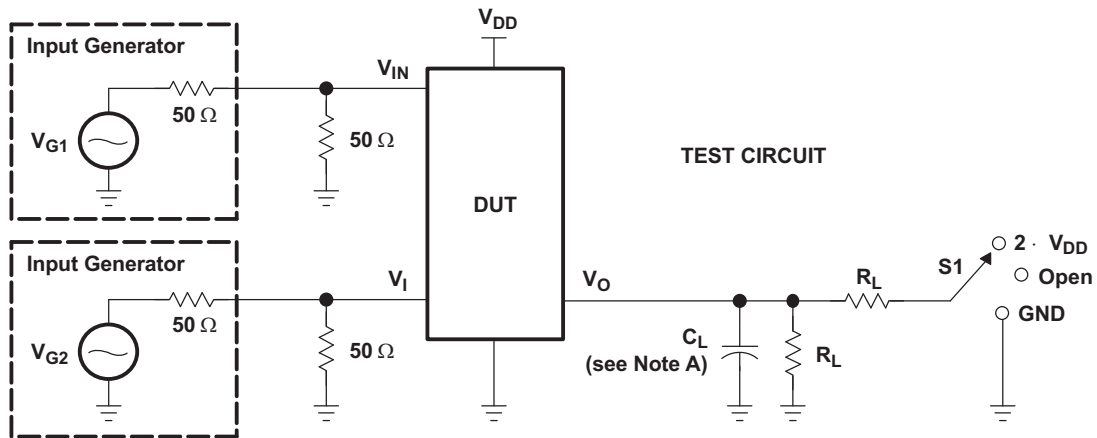 V_DD
Input Generator
V_IN
50 Ω
V_G1
50 Ω
TEST CIRCUIT
DUT
Input Generator
2 · V_DD
S1
Open
V_I
V_O
R_L
GND
50 Ω
V_G2
50 Ω
C_L
(see Note A)
R_L